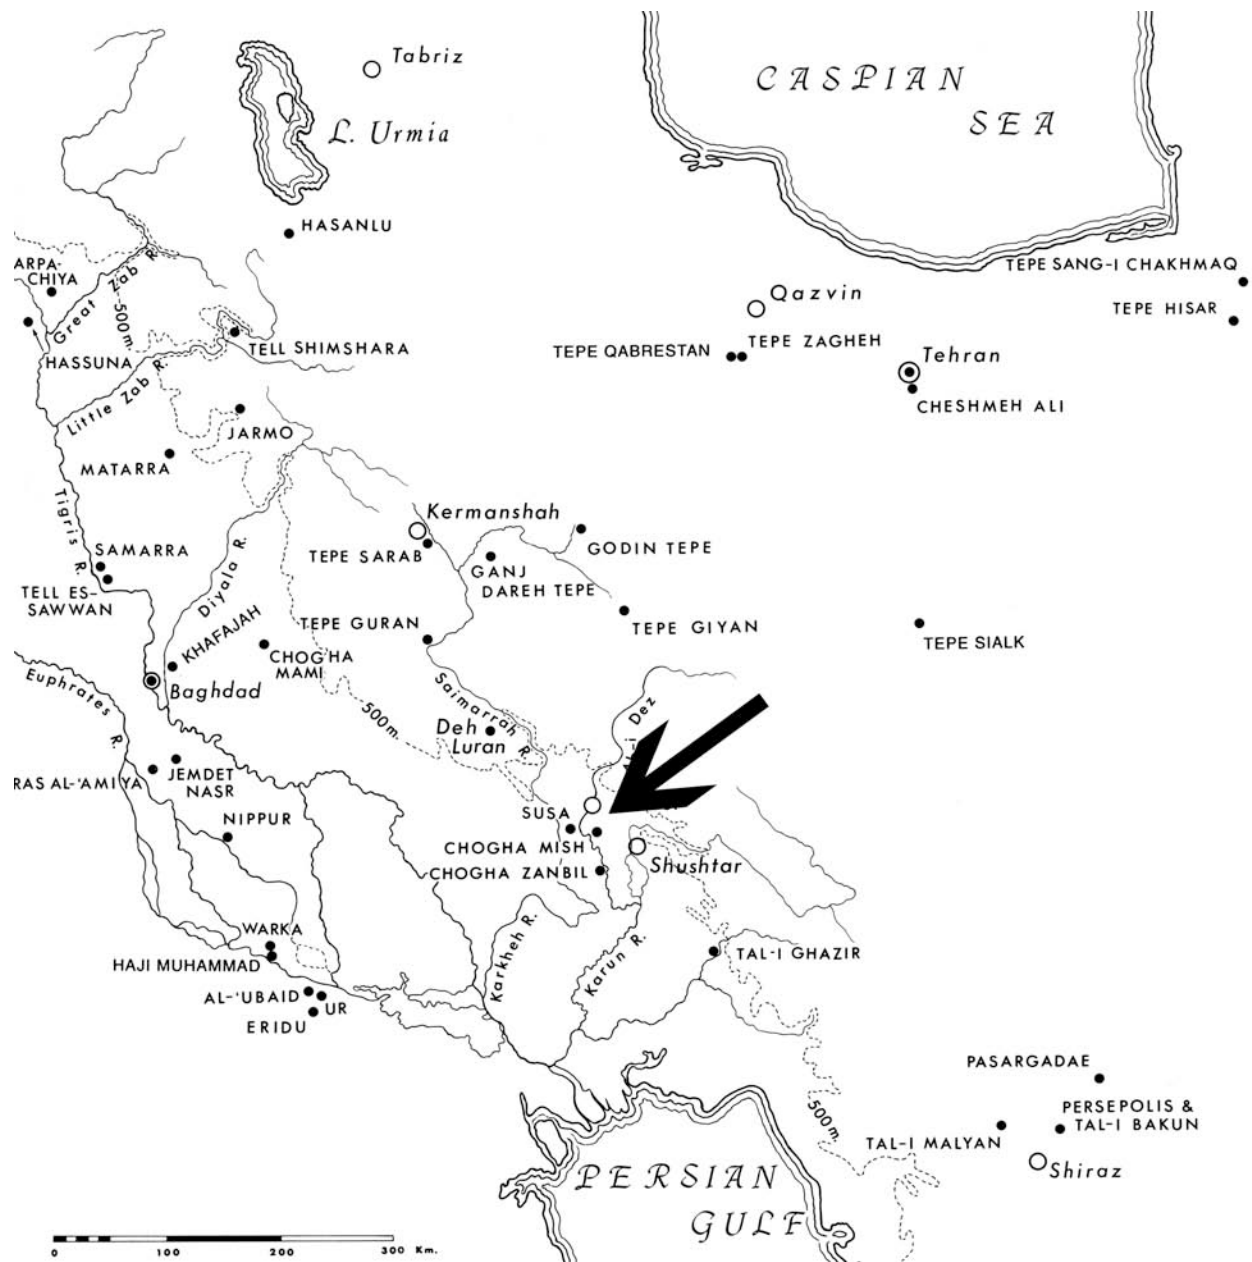 Tabriz
CASPIAN
SEA
L. Urmia
HASANLU
ARPA-
CHIYA
Great Zab R.
500m.
TEPE SANG-I CHAKHMAQ
Qazvin
TEPE HISAR
HASSUNA
TELL SHIMSHARA
TEPE QABRESTAN
TEPE ZAGHEH
Tehran
Little Zab R.
CHESHMEH ALI
JARMO
MATARRA
Tigris R.
Kermanshah
SAMARRA
TEPE SARAB
GODIN TEPE
GANJ
DAREH TEPE
TELL ES-
SAWWAN
Diyala R.
KHAFAJAH
TEPE GURAN
TEPE GIYAN
TEPE SIALK
CHOGHA
MAMI
Euphrates R.
Baghdad
Saimarrah R.
500m.
Deh
Luran
Dez
RAS AL-'AMIYA
JEMDET
NASR
NIPPUR
SUSA
CHOGHA MISH
Shushtar
CHOGHA ZANBIL
WARKA
Karkheh R.
Karun R.
TAL-I GHAZIR
HAJI MUHAMMAD
AL-'UBAID
UR
ERIDU
PASARGADAE
PERSEPOLIS &
TAL-I BAKUN
500m.
TAL-I MALYAN
Shiraz
PERSIAN
GULF
0 100 200 300 Km.